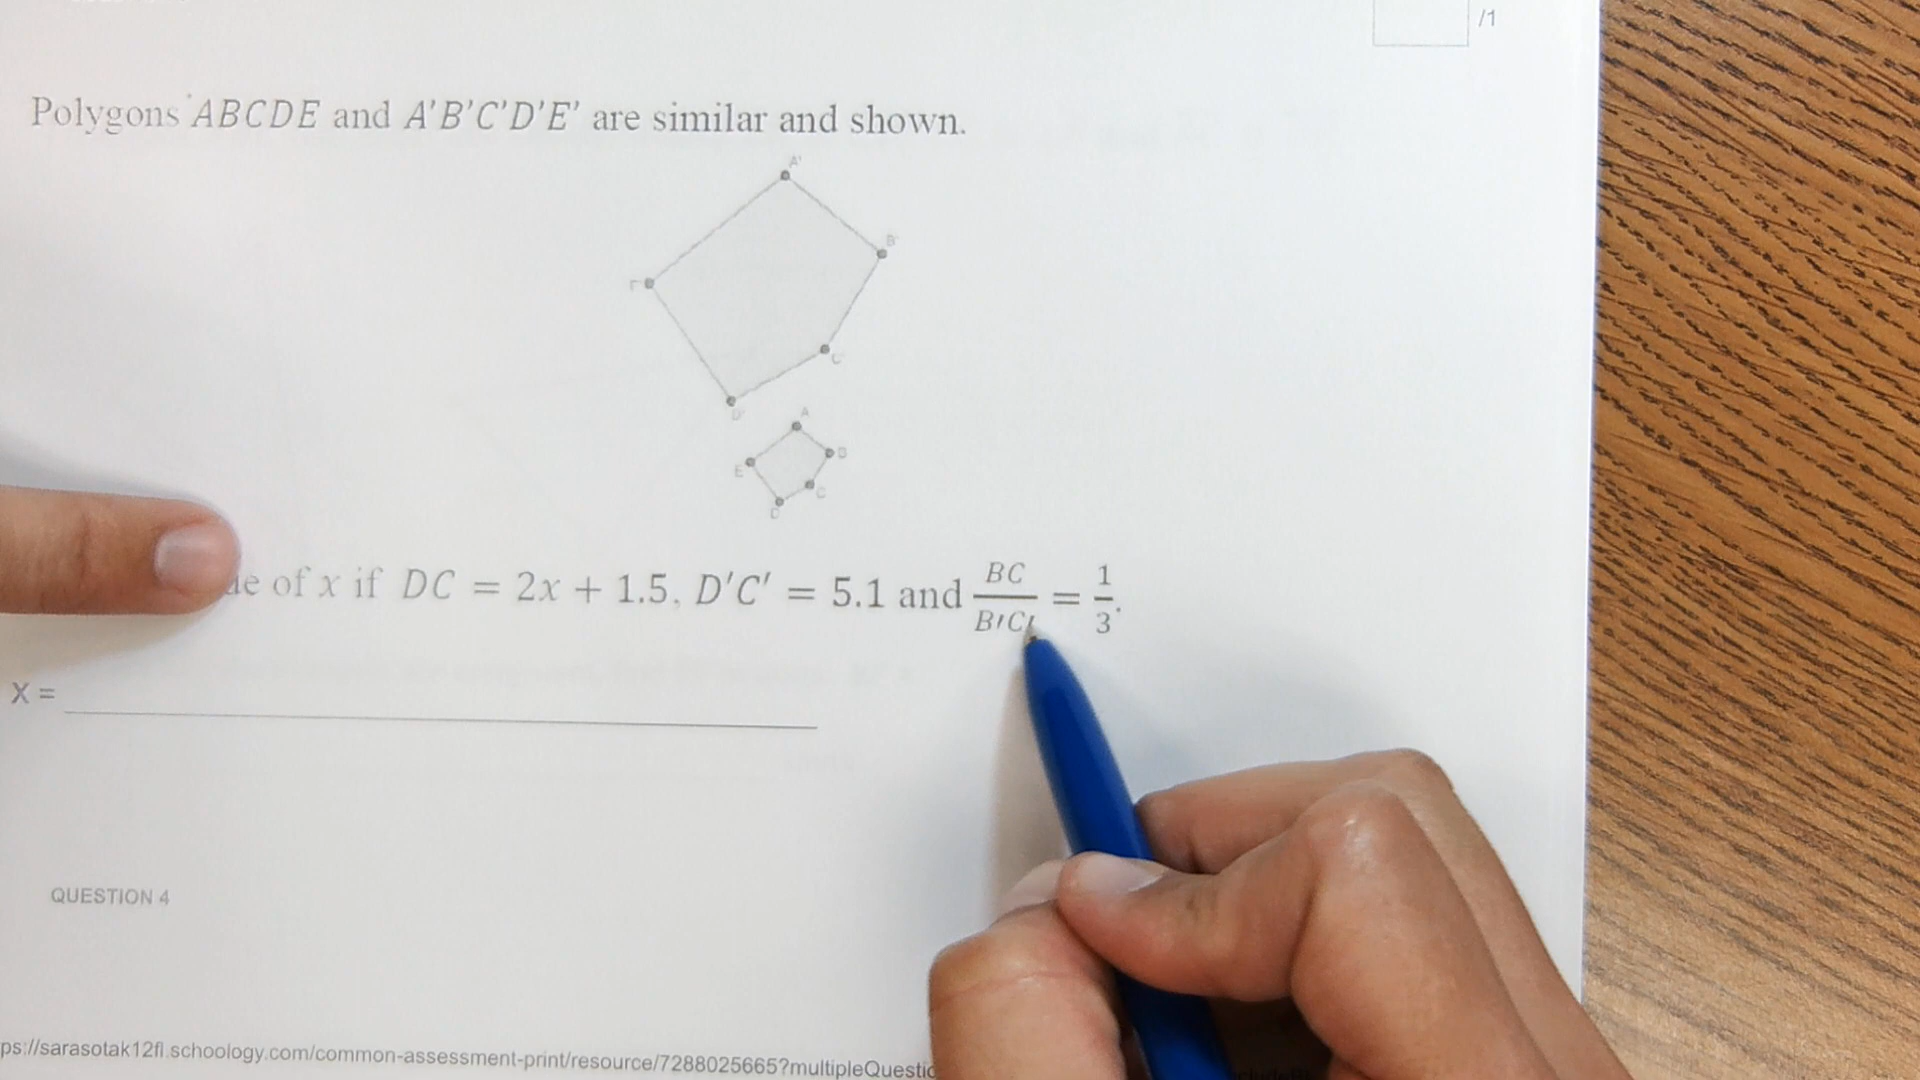 /1
Polygons ABCDE and A'B'C'D'E' are similar and shown.
A'
B'
C'
D'
A
B
E
C
D
of x if DC = 2x + 1.5, D'C' = 5.1 and BC/B'C' = 1/3.
X =
QUESTION 4
ps://sarasotak12fl.schoology.com/common-assessment-print/resource/7288025665?multipleQuestio